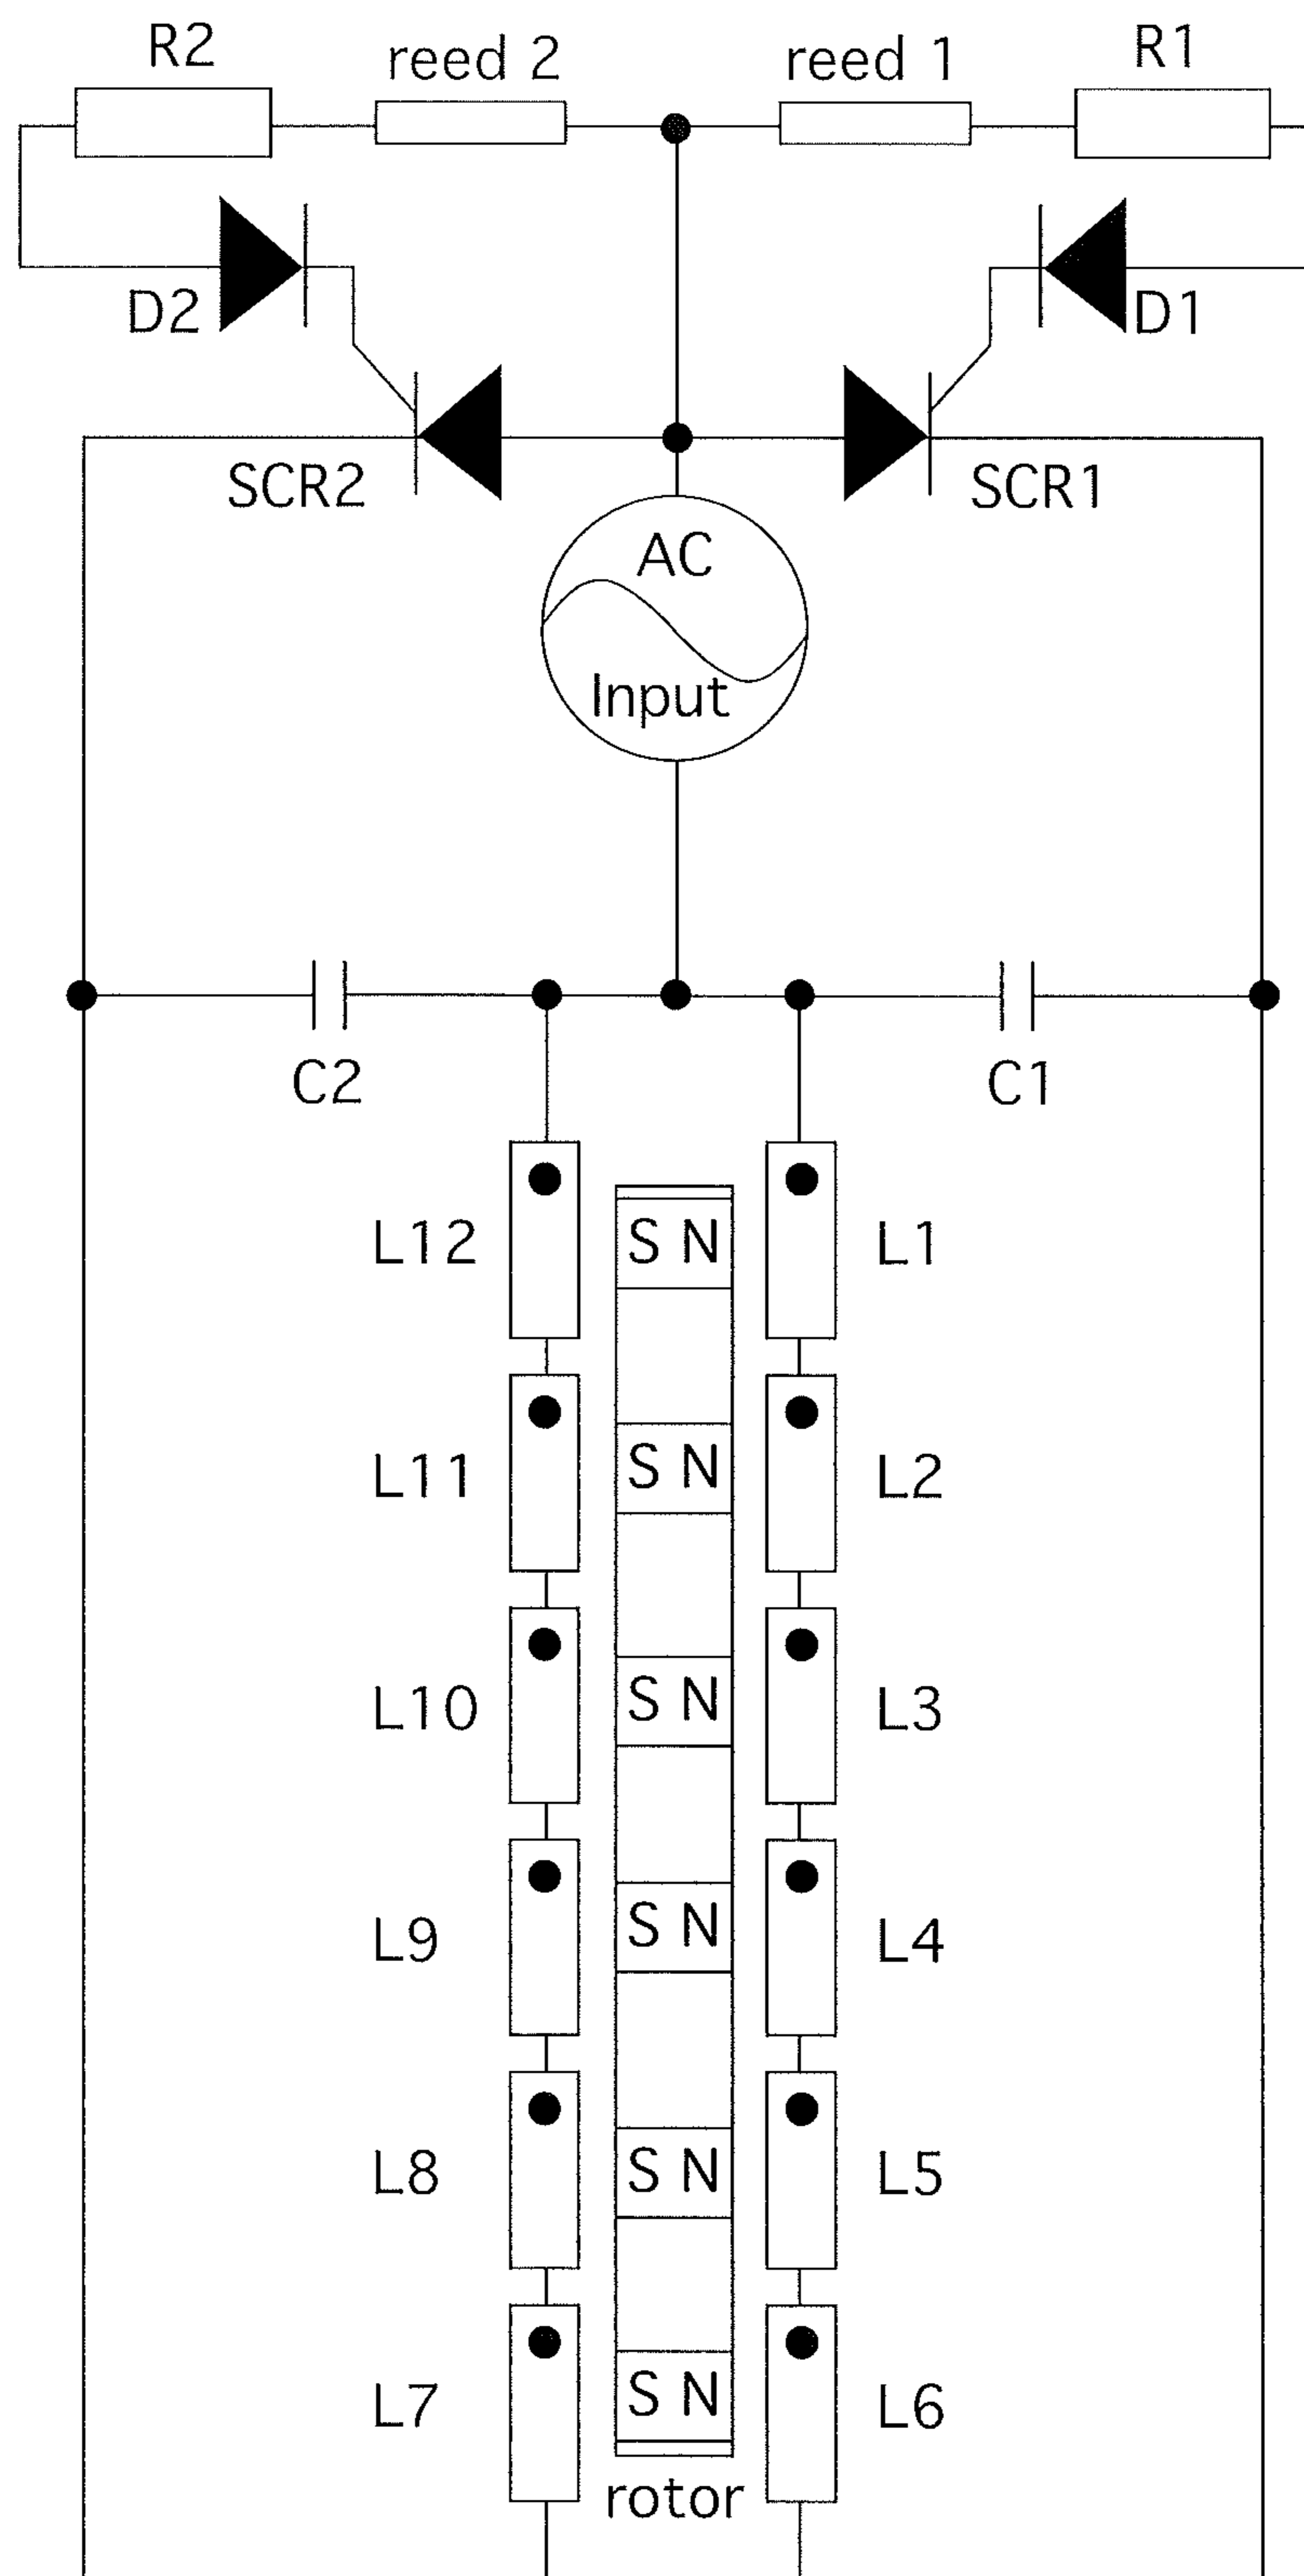 R2
reed 2
reed 1
R1
D2
D1
SCR2
SCR1
AC
Input
C2
C1
L12
S N
L1
L11
S N
L2
L10
S N
L3
L9
S N
L4
L8
S N
L5
L7
S N
L6
rotor